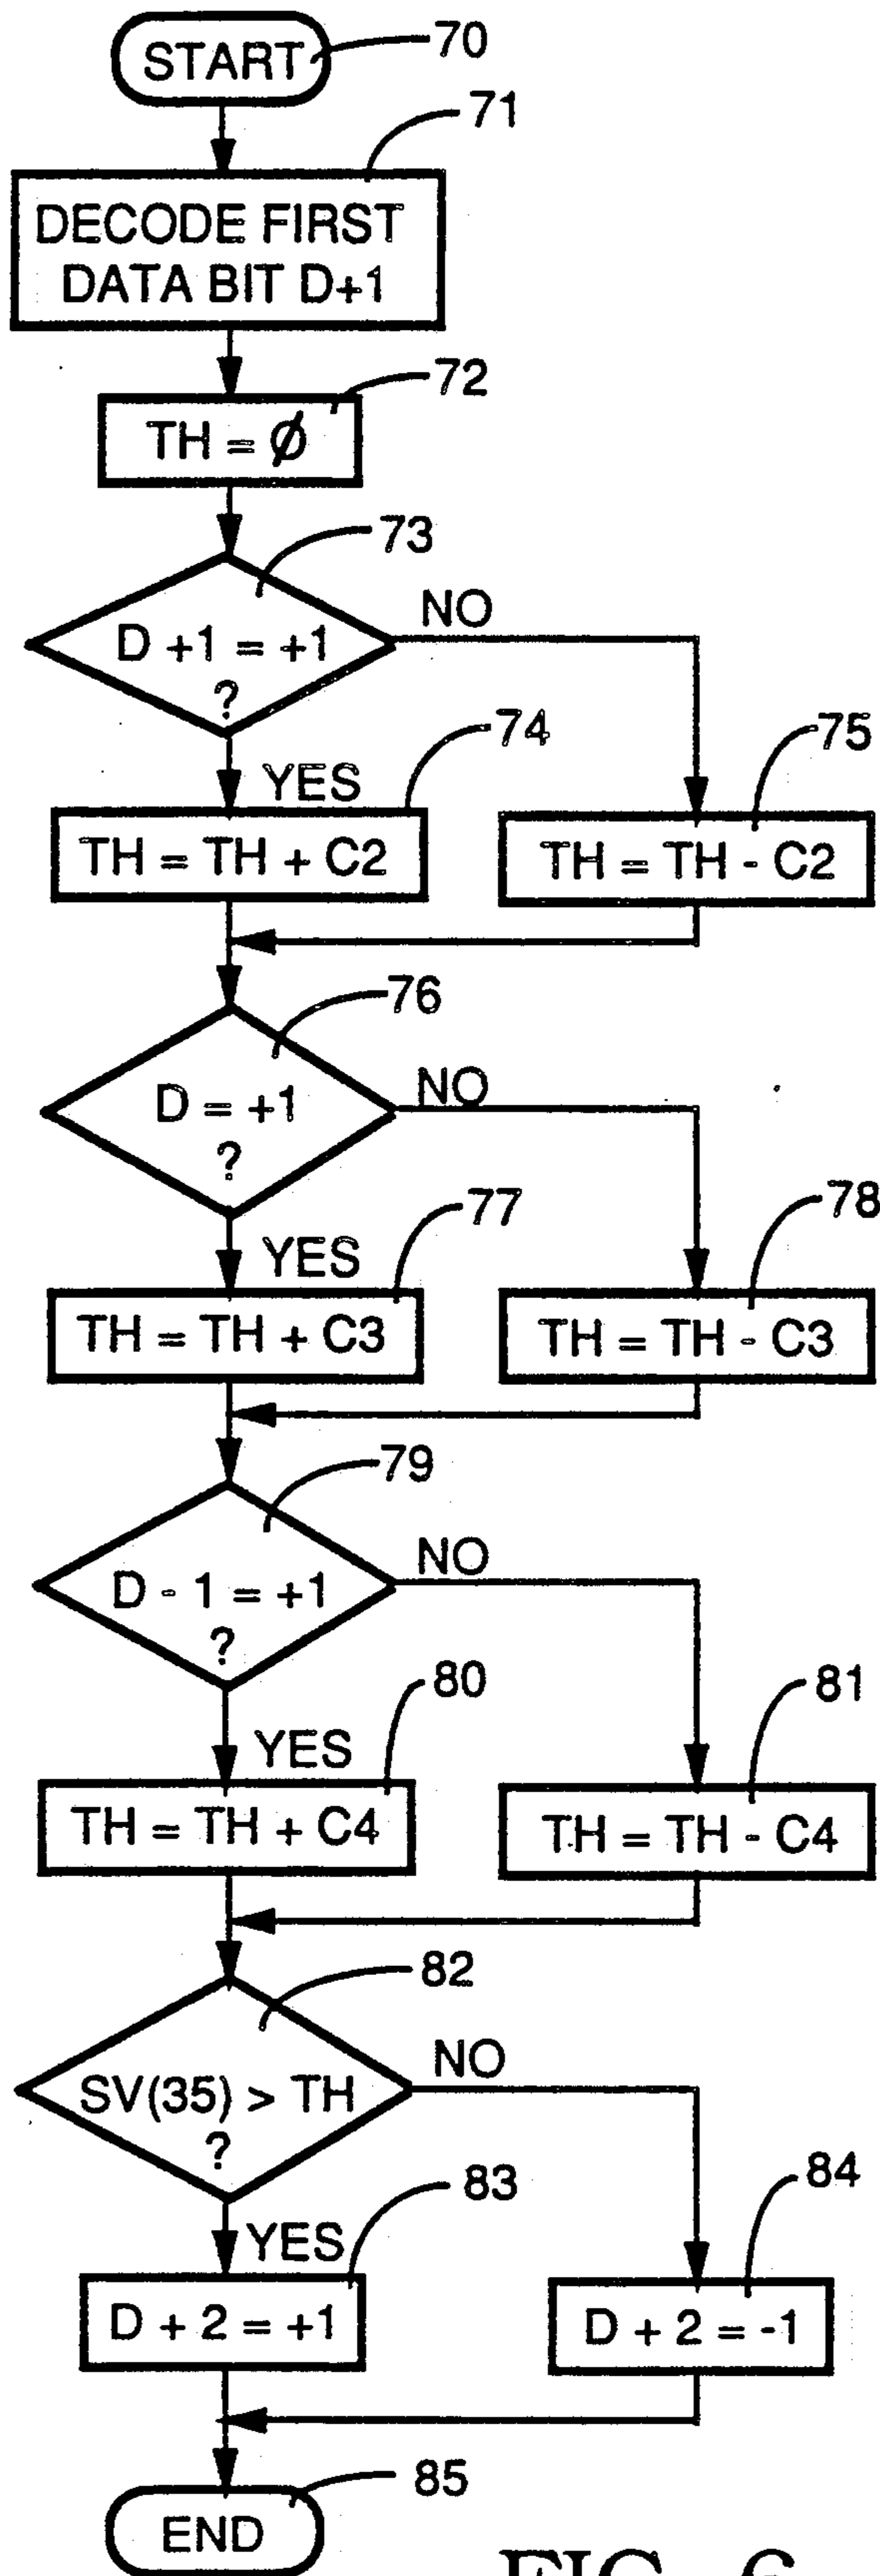 START
70
71
DECODE FIRST
DATA BIT D+1
72
TH = Ø
73
D +1 = +1
?
NO
YES
74
TH = TH + C2
75
TH = TH - C2
76
D = +1
?
NO
YES
77
TH = TH + C3
78
TH = TH - C3
79
D - 1 = +1
?
NO
YES
80
TH = TH + C4
81
TH = TH - C4
82
SV(35) > TH
?
NO
YES
83
D + 2 = +1
84
D + 2 = -1
85
END
FIG. 6